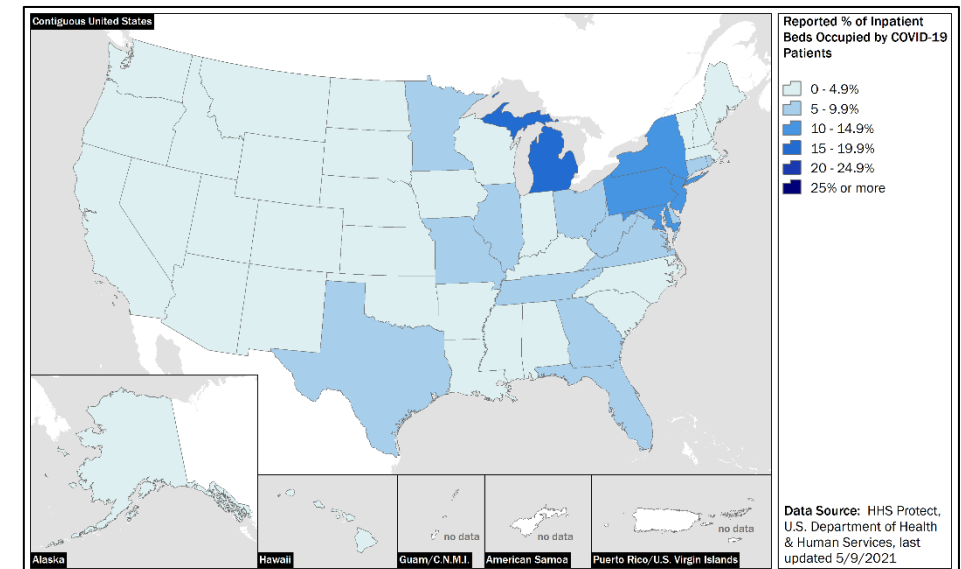 Contiguous United States
Reported % of Inpatient
Beds Occupied by COVID-19
Patients
0 - 4.9%
5 - 9.9%
10 - 14.9%
15 - 19.9%
20 - 24.9%
25% or more
Data Source: HHS Protect,
U.S. Department of Health
& Human Services, last
updated 5/9/2021
no data
no data
no data
Alaska
Hawaii
Guam/C.N.M.I.
American Samoa
Puerto Rico/U.S. Virgin Islands